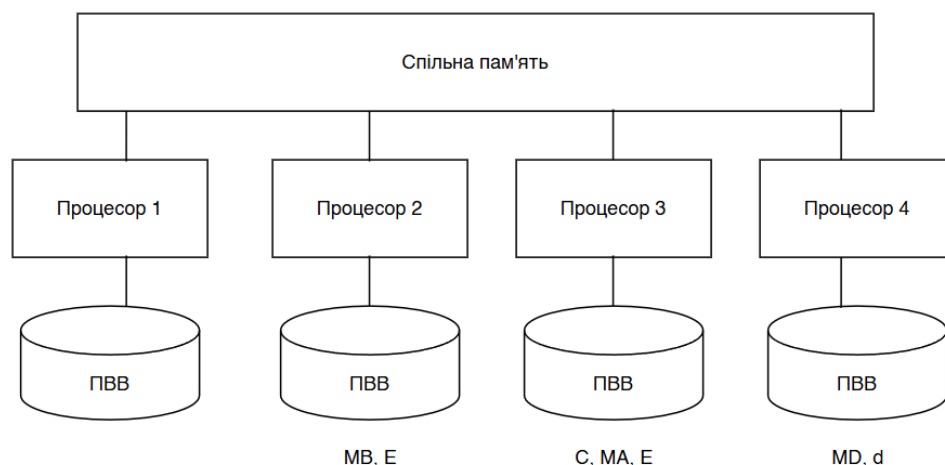 Спільна пам'ять
Процесор 1 Процесор 2 Процесор 3 Процесор 4
ПВВ ПВВ ПВВ ПВВ
MB, E C, MA, E MD, d